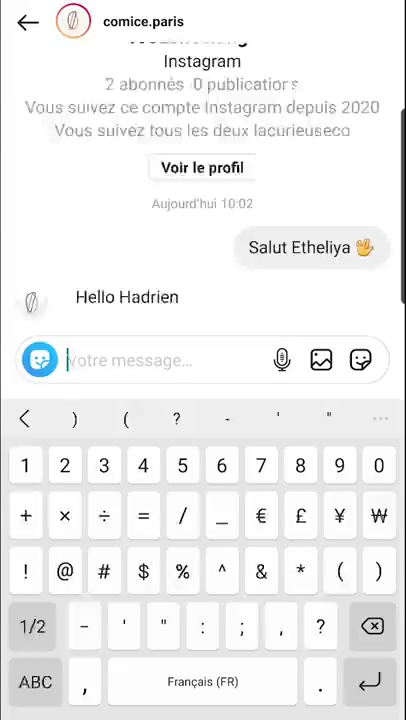 comice.paris
Instagram
2 abonnés 0 publications
Vous suivez ce compte Instagram depuis 2020
Vous suivez tous les deux lacurieuseco
Voir le profil
Aujourd'hui 10:02
Salut Etheliya 🖖
Hello Hadrien
Votre message...
) ( ? - ' " ...
1 2 3 4 5 6 7 8 9 0
+ × ÷ = / _ € £ ¥ ₩
! @ # $ % ^ & * ( )
1/2 - ' " : ; , ?
ABC , Français (FR) .